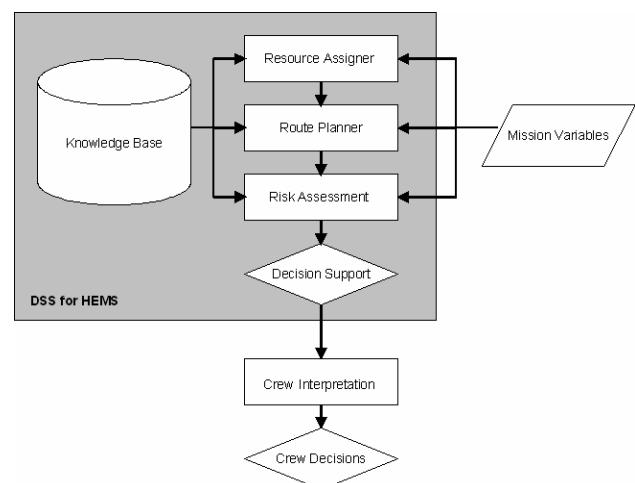 Resource Assigner
Knowledge Base
Route Planner
Mission Variables
Risk Assessment
Decision Support
DSS for HEMS
Crew Interpretation
Crew Decisions